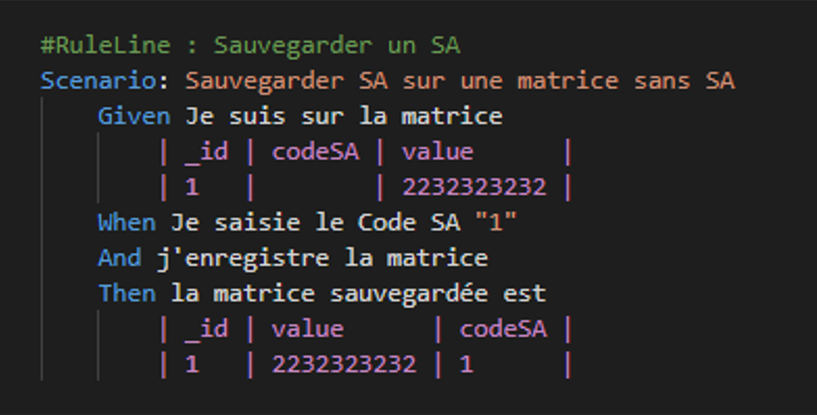 #RuleLine : Sauvegarder un SA
Scenario: Sauvegarder SA sur une matrice sans SA
Given Je suis sur la matrice
| _id | codeSA | value |
| 1 | | 2232323232 |
When Je saisie le Code SA "1"
And j'enregistre la matrice
Then la matrice sauvegardée est
| _id | value | codeSA |
| 1 | 2232323232 | 1 |